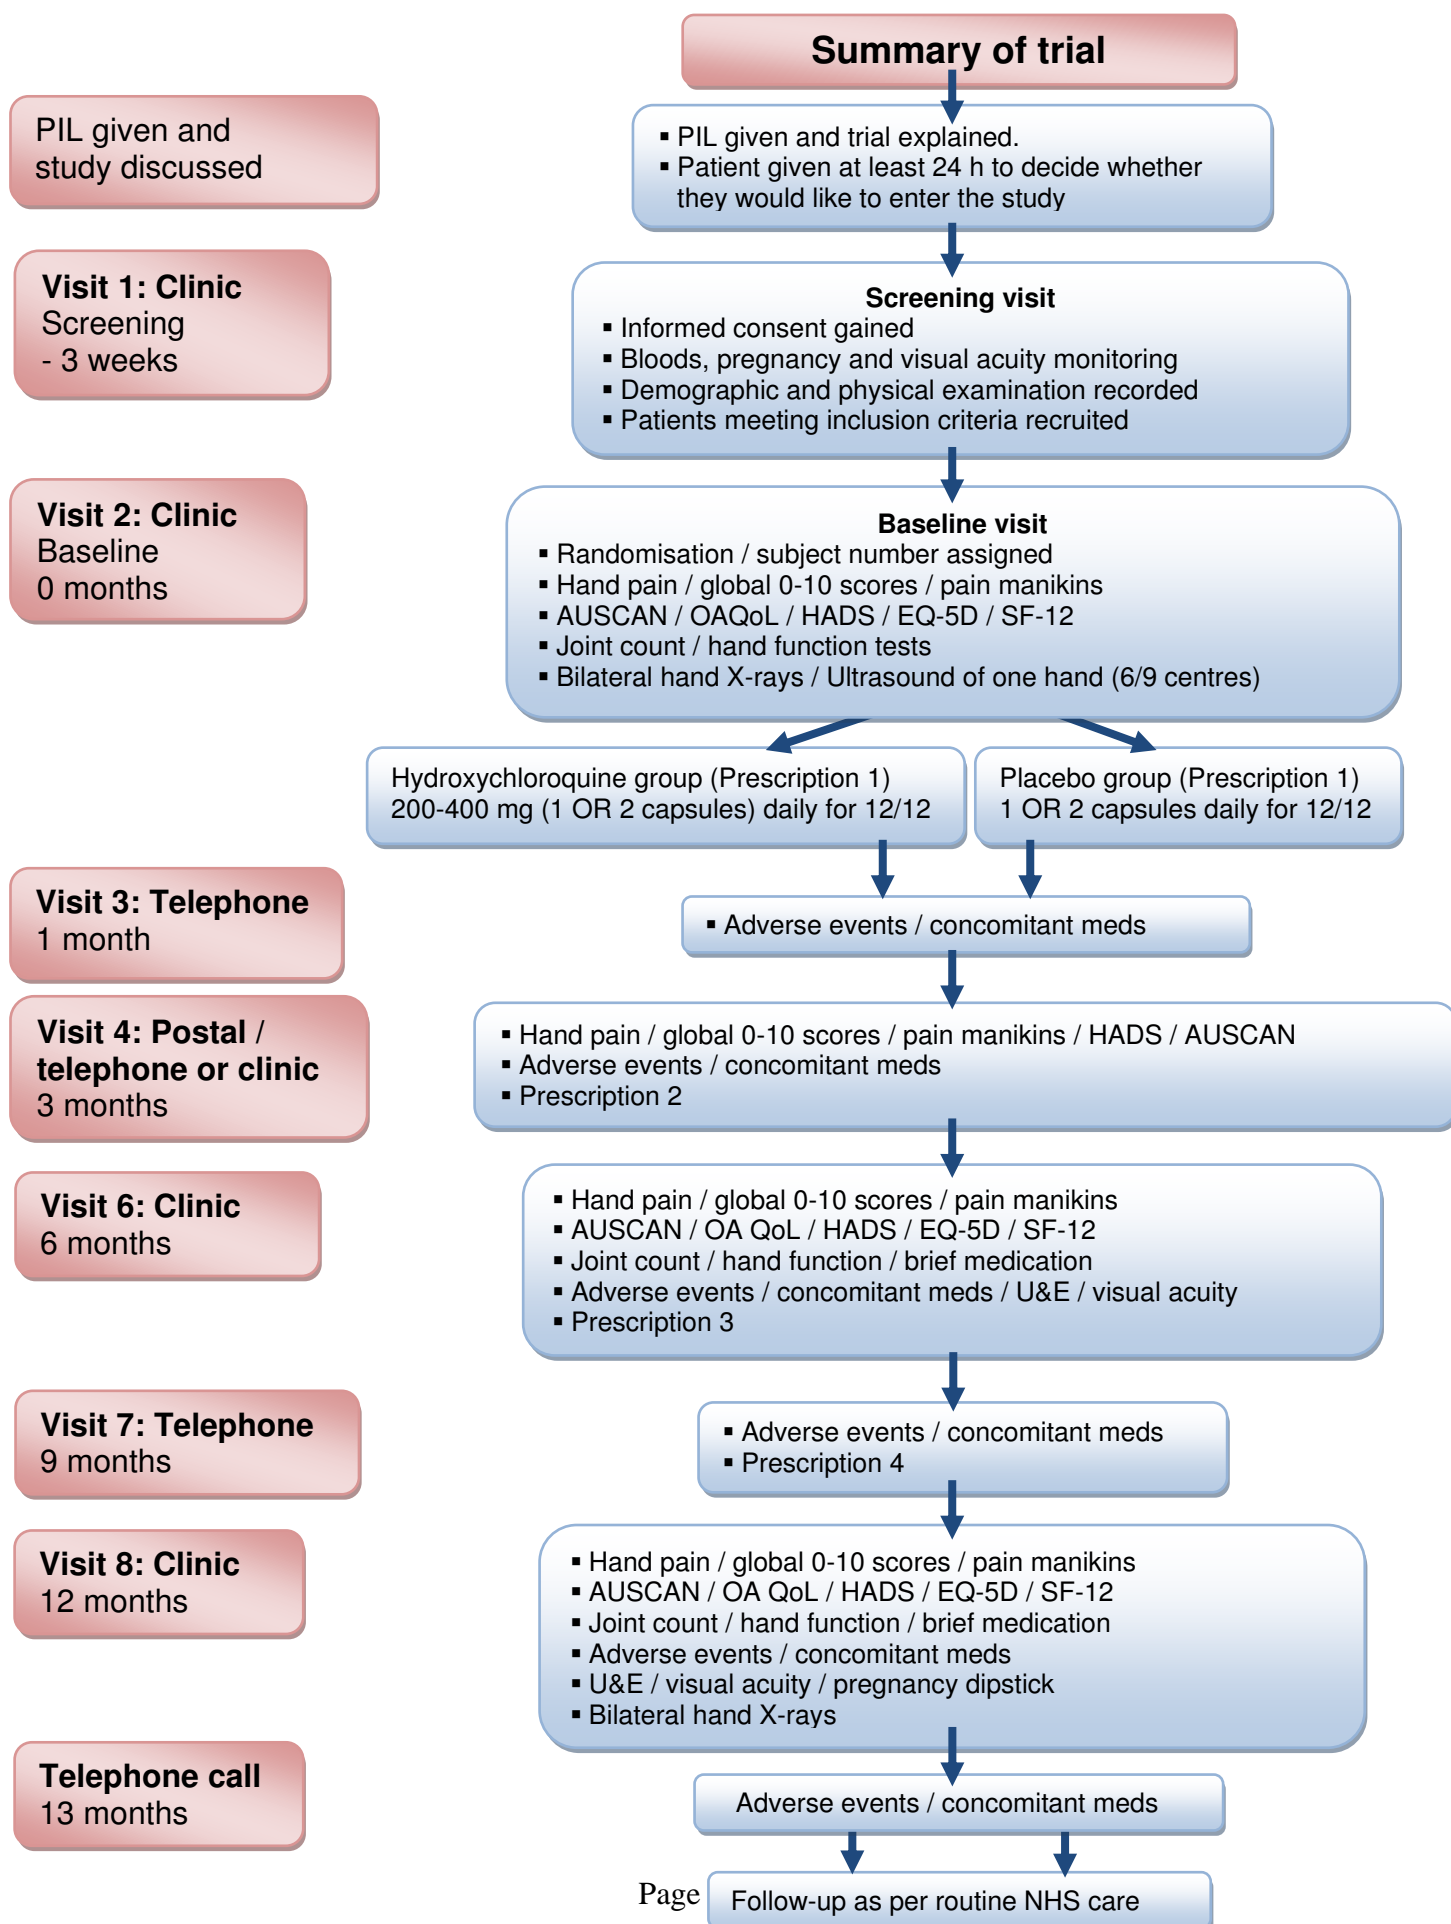 Summary of trial
PIL given and
study discussed
▪ PIL given and trial explained.
▪ Patient given at least 24 h to decide whether
they would like to enter the study
Visit 1: Clinic
Screening
- 3 weeks
Screening visit
▪ Informed consent gained
▪ Bloods, pregnancy and visual acuity monitoring
▪ Demographic and physical examination recorded
▪ Patients meeting inclusion criteria recruited
Visit 2: Clinic
Baseline
0 months
Baseline visit
▪ Randomisation / subject number assigned
▪ Hand pain / global 0-10 scores / pain manikins
▪ AUSCAN / OAQoL / HADS / EQ-5D / SF-12
▪ Joint count / hand function tests
▪ Bilateral hand X-rays / Ultrasound of one hand (6/9 centres)
Hydroxychloroquine group (Prescription 1)
200-400 mg (1 OR 2 capsules) daily for 12/12
Placebo group (Prescription 1)
1 OR 2 capsules daily for 12/12
Visit 3: Telephone
1 month
▪ Adverse events / concomitant meds
Visit 4: Postal /
telephone or clinic
3 months
▪ Hand pain / global 0-10 scores / pain manikins / HADS / AUSCAN
▪ Adverse events / concomitant meds
▪ Prescription 2
Visit 6: Clinic
6 months
▪ Hand pain / global 0-10 scores / pain manikins
▪ AUSCAN / OA QoL / HADS / EQ-5D / SF-12
▪ Joint count / hand function / brief medication
▪ Adverse events / concomitant meds / U&E / visual acuity
▪ Prescription 3
Visit 7: Telephone
9 months
▪ Adverse events / concomitant meds
▪ Prescription 4
Visit 8: Clinic
12 months
▪ Hand pain / global 0-10 scores / pain manikins
▪ AUSCAN / OA QoL / HADS / EQ-5D / SF-12
▪ Joint count / hand function / brief medication
▪ Adverse events / concomitant meds
▪ U&E / visual acuity / pregnancy dipstick
▪ Bilateral hand X-rays
Telephone call
13 months
Adverse events / concomitant meds
Page
Follow-up as per routine NHS care